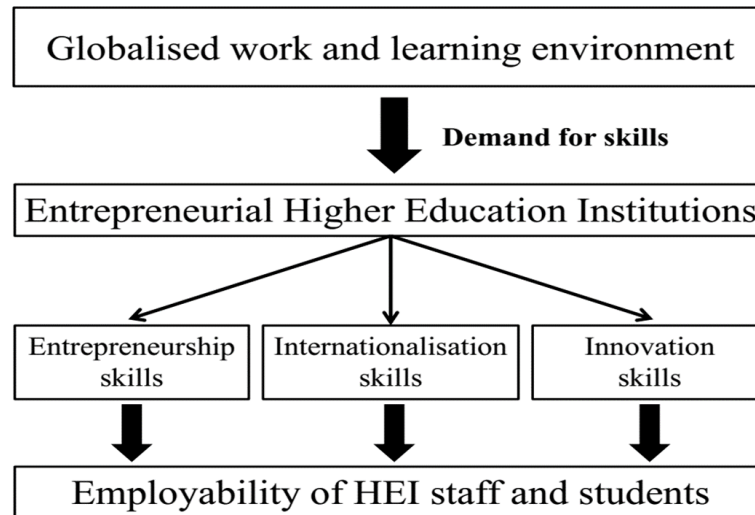 Globalised work and learning environment
Demand for skills
Entrepreneurial Higher Education Institutions
Entrepreneurship
skills
Internationalisation
skills
Innovation
skills
Employability of HEI staff and students